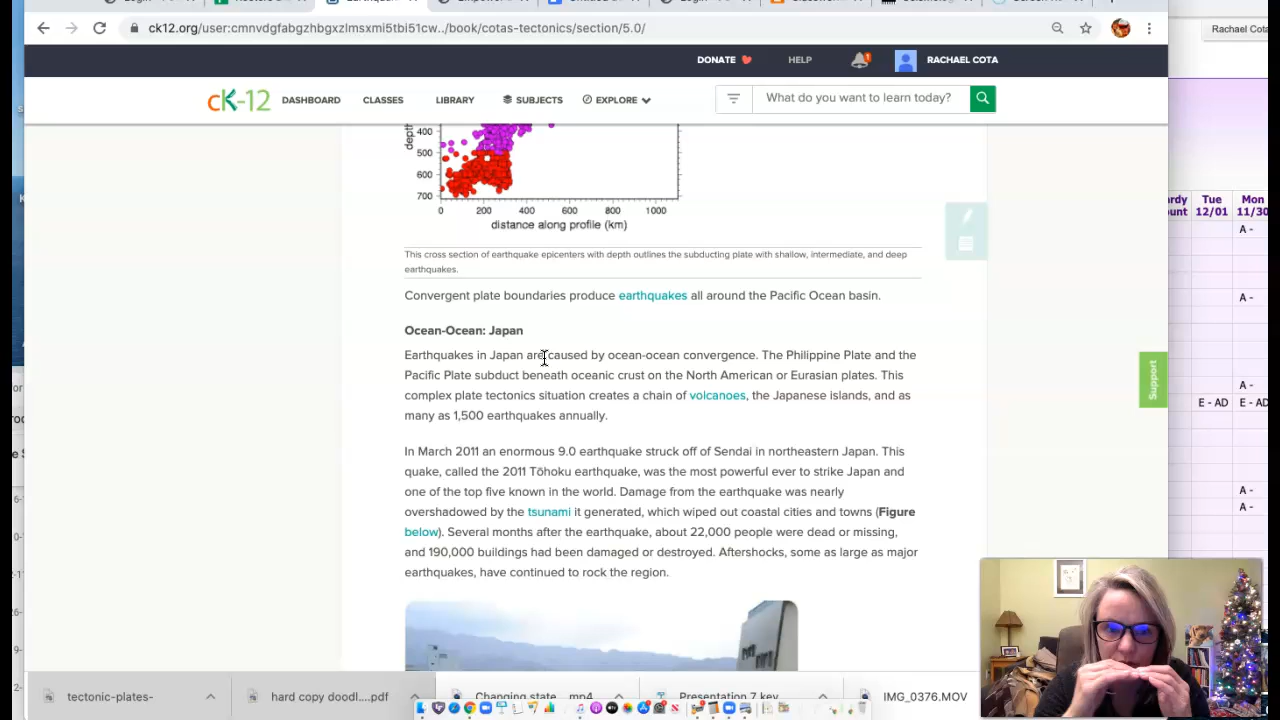 ck12.org/user:cmnvdgfabgzhbgxzlmsxmi5tbi51cw../book/cotas-tectonics/section/5.0/
Rachael Cota
DONATE HELP 1 RACHAEL COTA
cK-12 DASHBOARD CLASSES LIBRARY SUBJECTS EXPLORE What do you want to learn today?
400
500
600
700
0 200 400 600 800 1000
distance along profile (km)
This cross section of earthquake epicenters with depth outlines the subducting plate with shallow, intermediate, and deep
earthquakes.
Convergent plate boundaries produce earthquakes all around the Pacific Ocean basin.
Ocean-Ocean: Japan
Earthquakes in Japan are caused by ocean-ocean convergence. The Philippine Plate and the
Pacific Plate subduct beneath oceanic crust on the North American or Eurasian plates. This
complex plate tectonics situation creates a chain of volcanoes, the Japanese islands, and as
many as 1,500 earthquakes annually.
In March 2011 an enormous 9.0 earthquake struck off of Sendai in northeastern Japan. This
quake, called the 2011 Tōhoku earthquake, was the most powerful ever to strike Japan and
one of the top five known in the world. Damage from the earthquake was nearly
overshadowed by the tsunami it generated, which wiped out coastal cities and towns (Figure
below). Several months after the earthquake, about 22,000 people were dead or missing,
and 190,000 buildings had been damaged or destroyed. Aftershocks, some as large as major
earthquakes, have continued to rock the region.
Support
Tue Mon
12/01 11/30
A -
A -
A -
E - AD E - AD
A -
A -
tectonic-plates- hard copy doodl....pdf Changing state ...mp4 Presentation 7.key IMG_0376.MOV